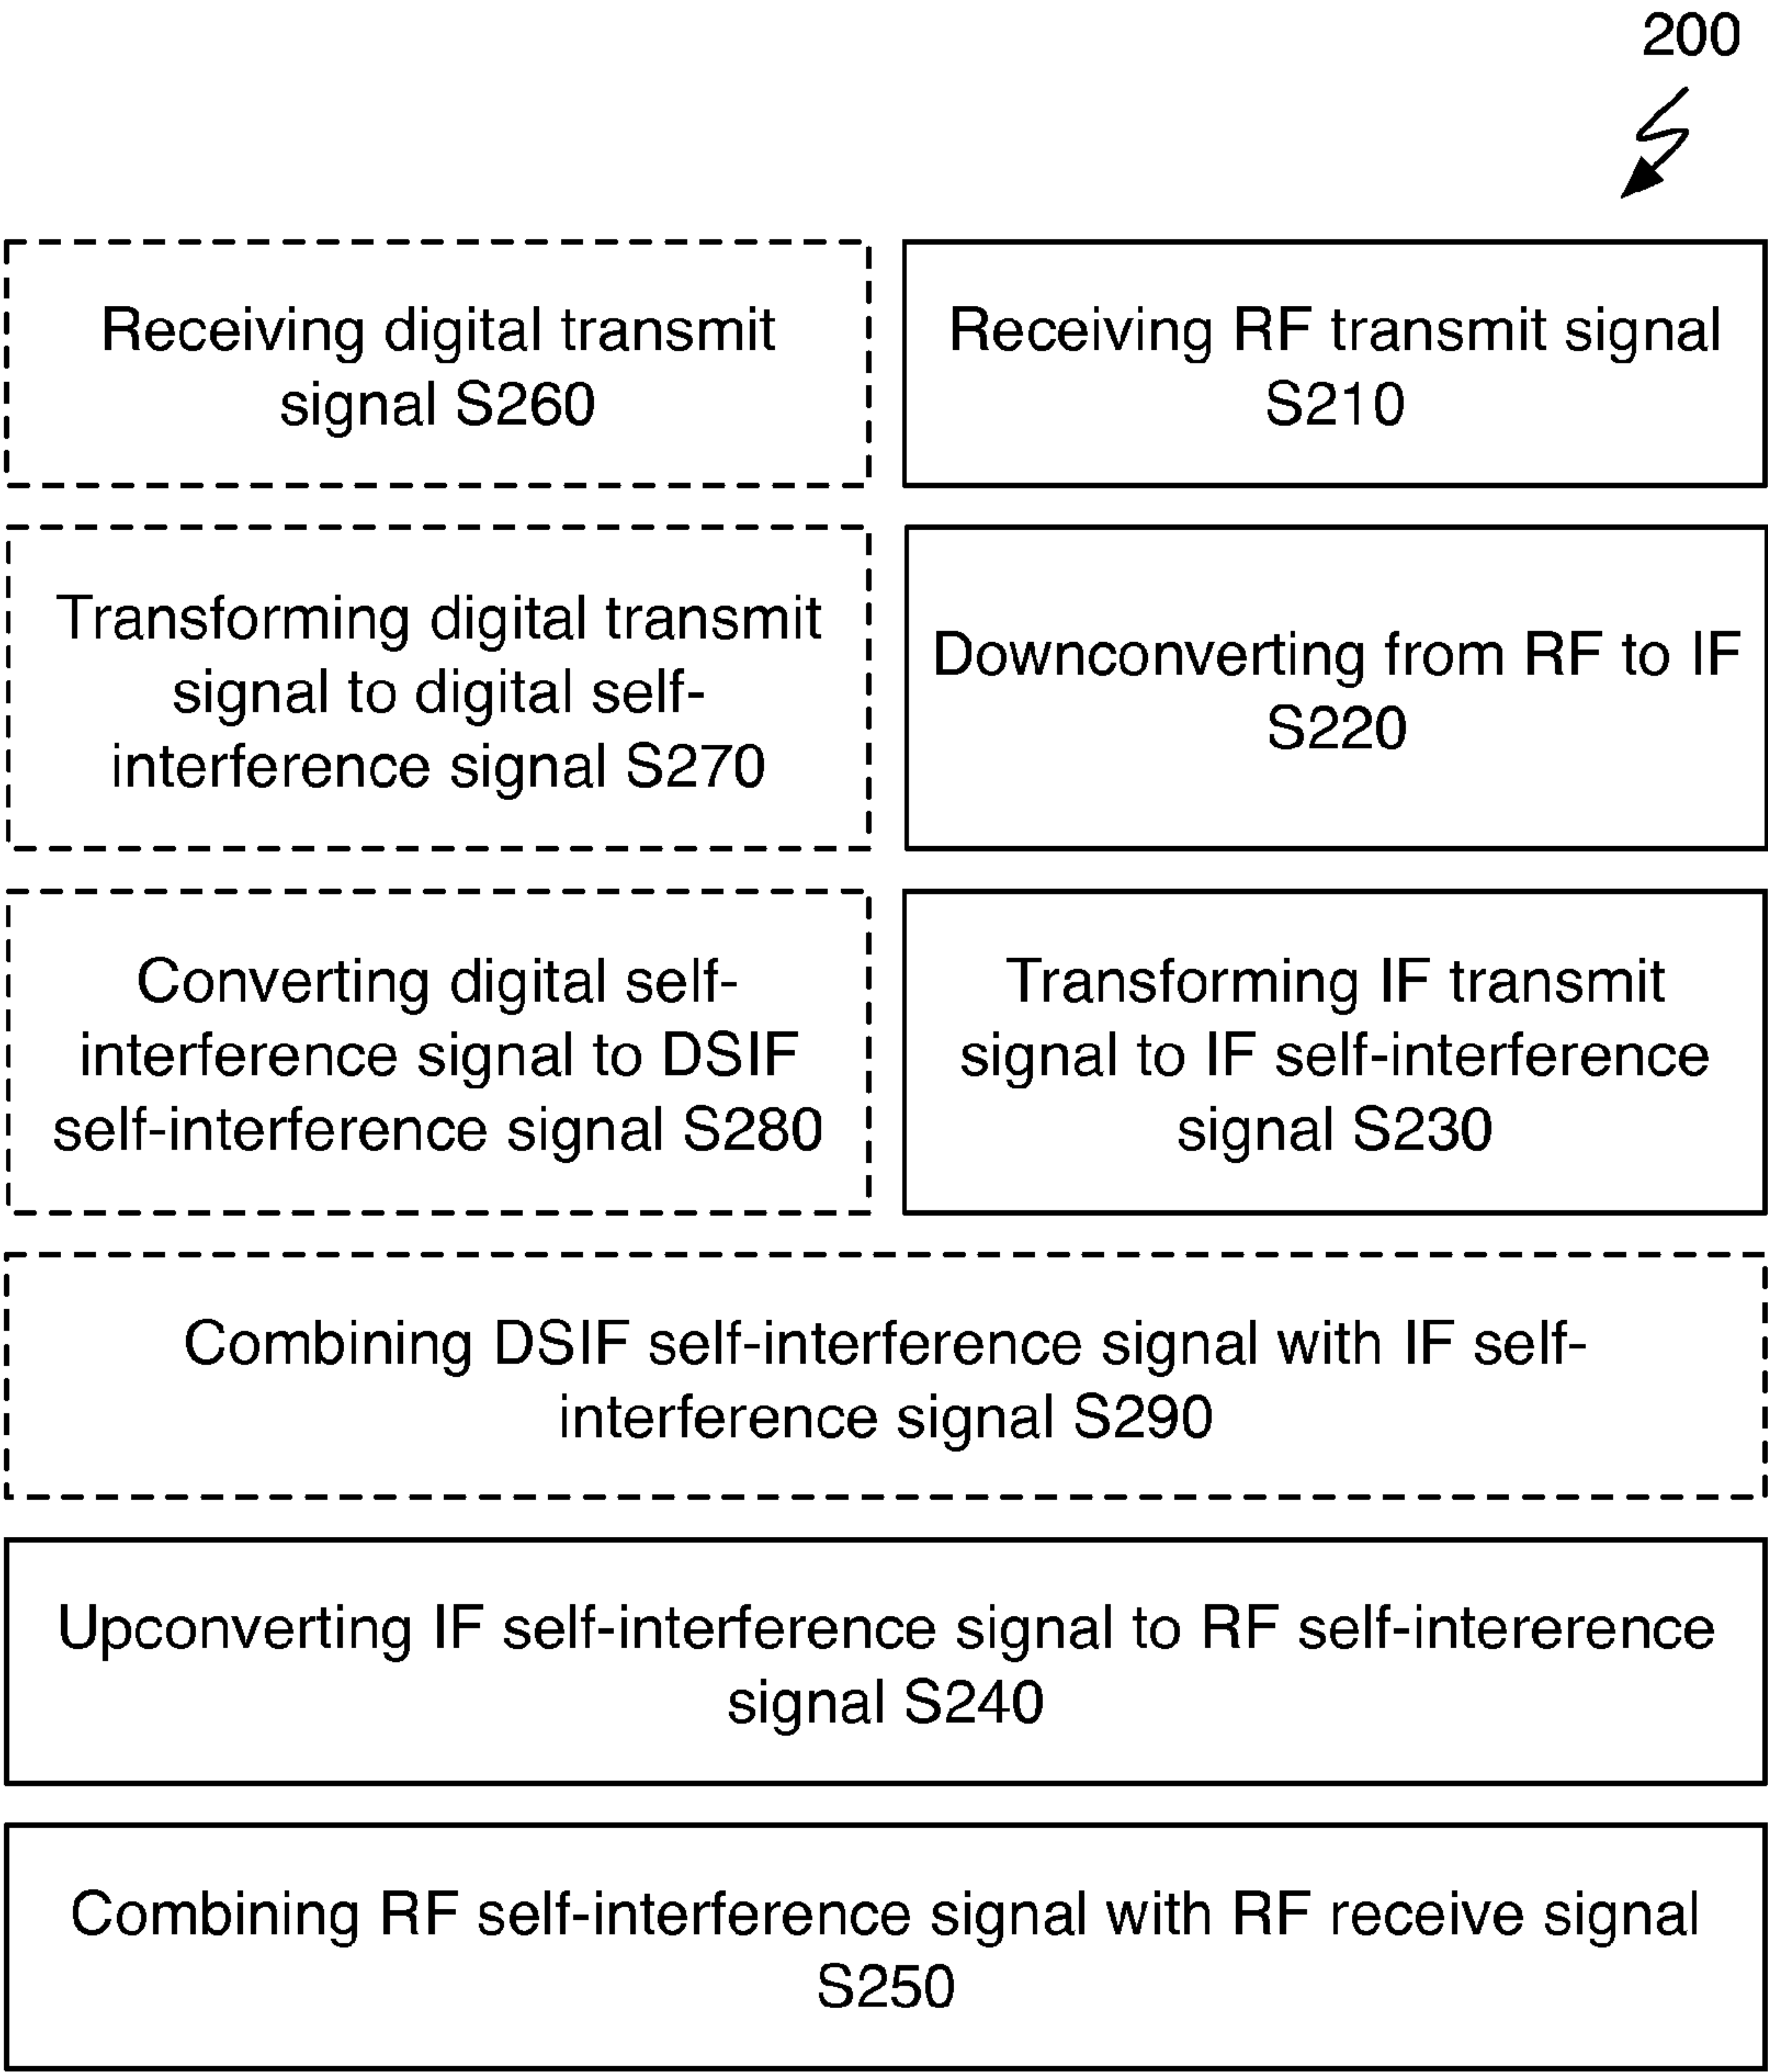 200
Receiving digital transmit
signal S260
Receiving RF transmit signal
S210
Transforming digital transmit
signal to digital self-
interference signal S270
Downconverting from RF to IF
S220
Converting digital self-
interference signal to DSIF
self-interference signal S280
Transforming IF transmit
signal to IF self-interference
signal S230
Combining DSIF self-interference signal with IF self-
interference signal S290
Upconverting IF self-interference signal to RF self-intererence
signal S240
Combining RF self-interference signal with RF receive signal
S250